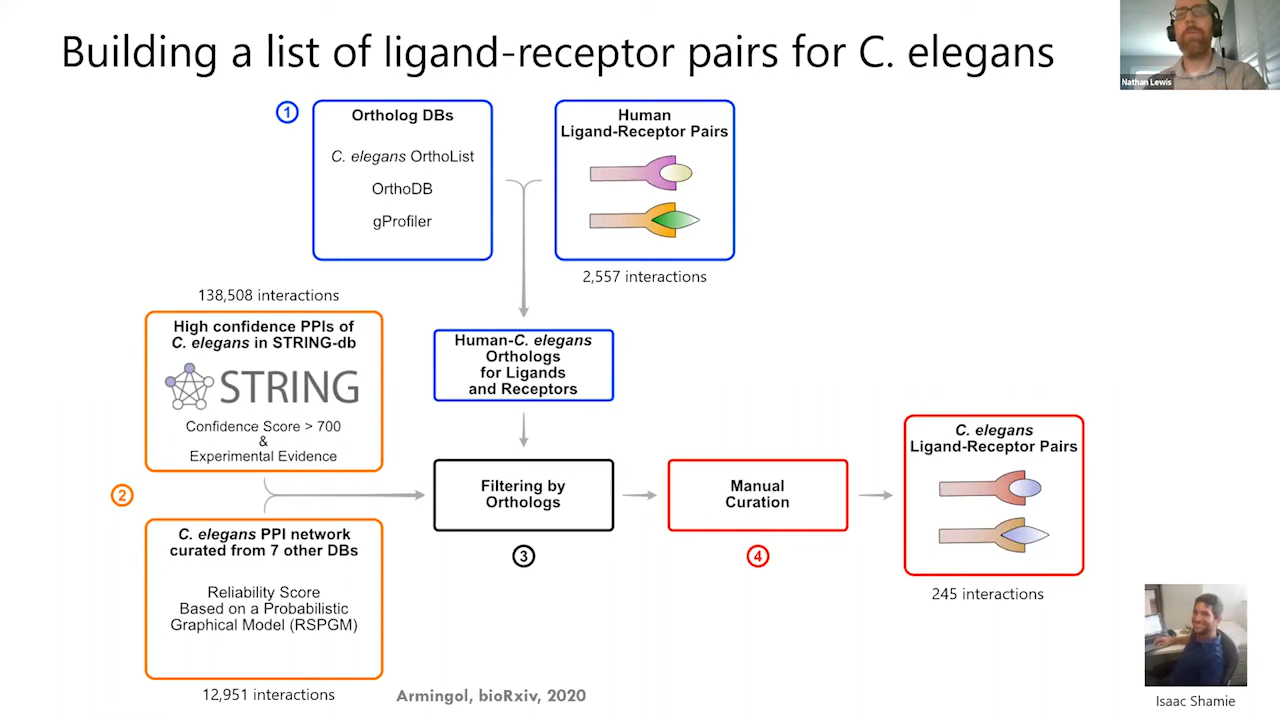 Building a list of ligand-receptor pairs for C. elegans
Nathan Lewis
1
Ortholog DBs
C. elegans OrthoList
OrthoDB
gProfiler
Human
Ligand-Receptor Pairs
2,557 interactions
138,508 interactions
High confidence PPIs of
C. elegans in STRING-db
STRING
Confidence Score > 700
&
Experimental Evidence
Human-C. elegans
Orthologs
for Ligands
and Receptors
2
C. elegans PPI network
curated from 7 other DBs
Reliability Score
Based on a Probabilistic
Graphical Model (RSPGM)
12,951 interactions
Filtering by
Orthologs
3
Manual
Curation
4
C. elegans
Ligand-Receptor Pairs
245 interactions
Armingol, bioRxiv, 2020
Isaac Shamie